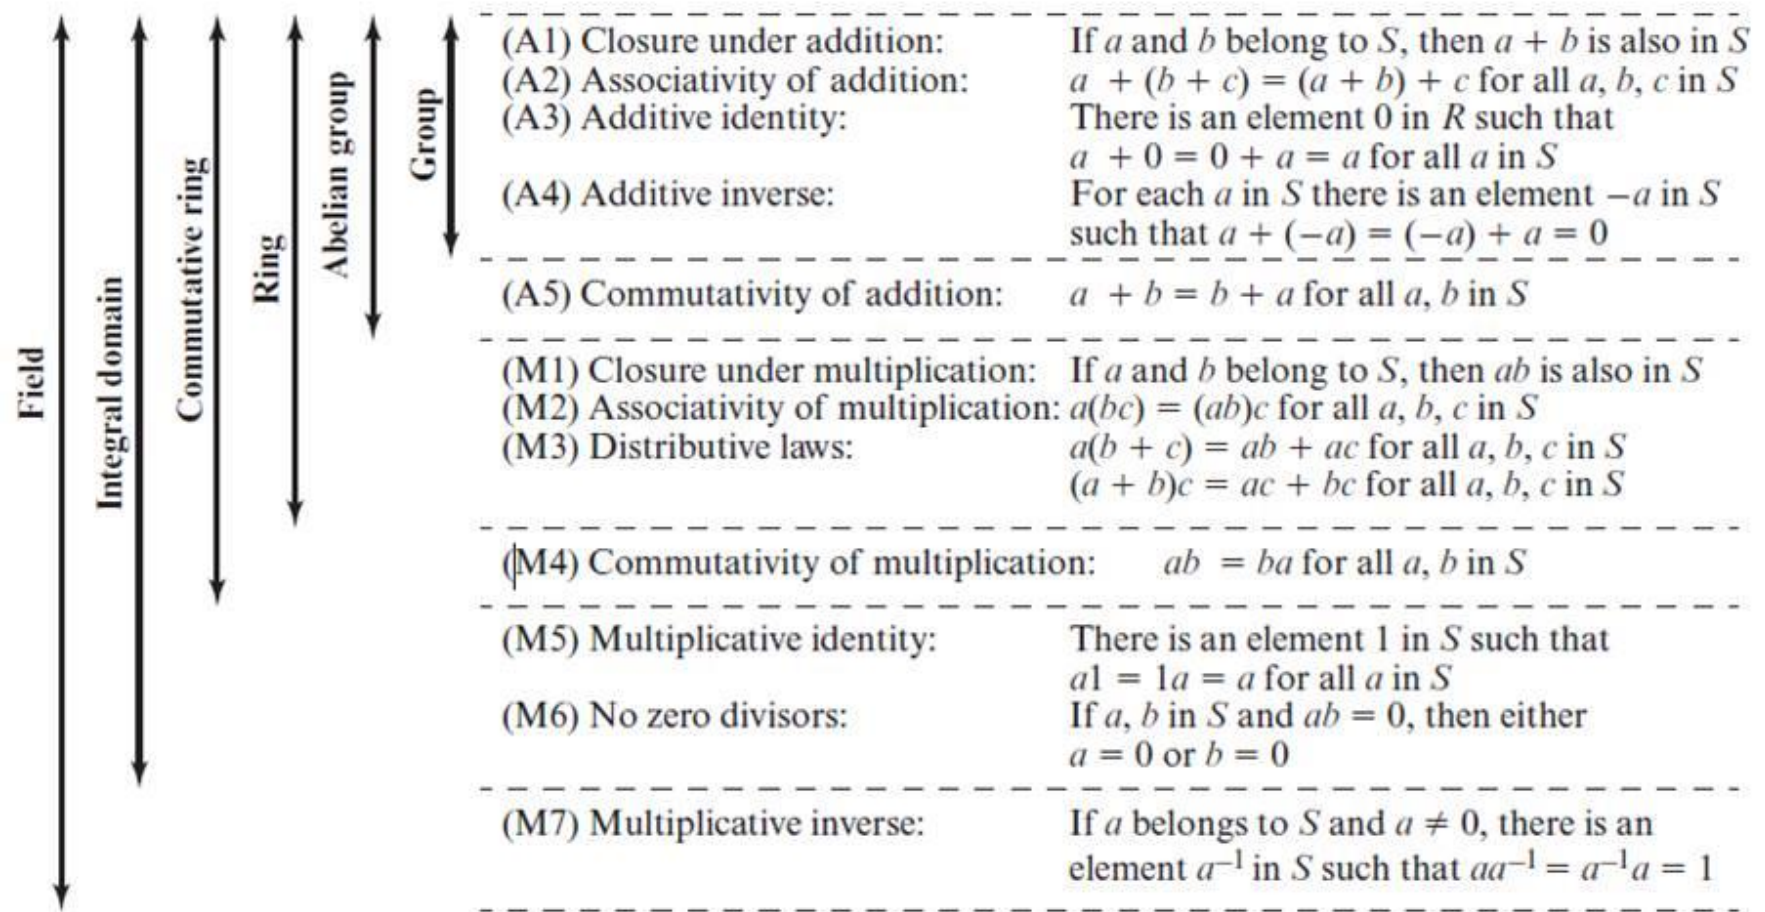 Field
Integral domain
Commutative ring
Ring
Abelian group
Group
(A1) Closure under addition: If a and b belong to S, then a + b is also in S
(A2) Associativity of addition: a + (b + c) = (a + b) + c for all a, b, c in S
(A3) Additive identity: There is an element 0 in R such that
a + 0 = 0 + a = a for all a in S
(A4) Additive inverse: For each a in S there is an element −a in S
such that a + (−a) = (−a) + a = 0
(A5) Commutativity of addition: a + b = b + a for all a, b in S
(M1) Closure under multiplication: If a and b belong to S, then ab is also in S
(M2) Associativity of multiplication: a(bc) = (ab)c for all a, b, c in S
(M3) Distributive laws: a(b + c) = ab + ac for all a, b, c in S
(a + b)c = ac + bc for all a, b, c in S
(M4) Commutativity of multiplication: ab = ba for all a, b in S
(M5) Multiplicative identity: There is an element 1 in S such that
a1 = 1a = a for all a in S
(M6) No zero divisors: If a, b in S and ab = 0, then either
a = 0 or b = 0
(M7) Multiplicative inverse: If a belongs to S and a ≠ 0, there is an
element a⁻¹ in S such that aa⁻¹ = a⁻¹a = 1